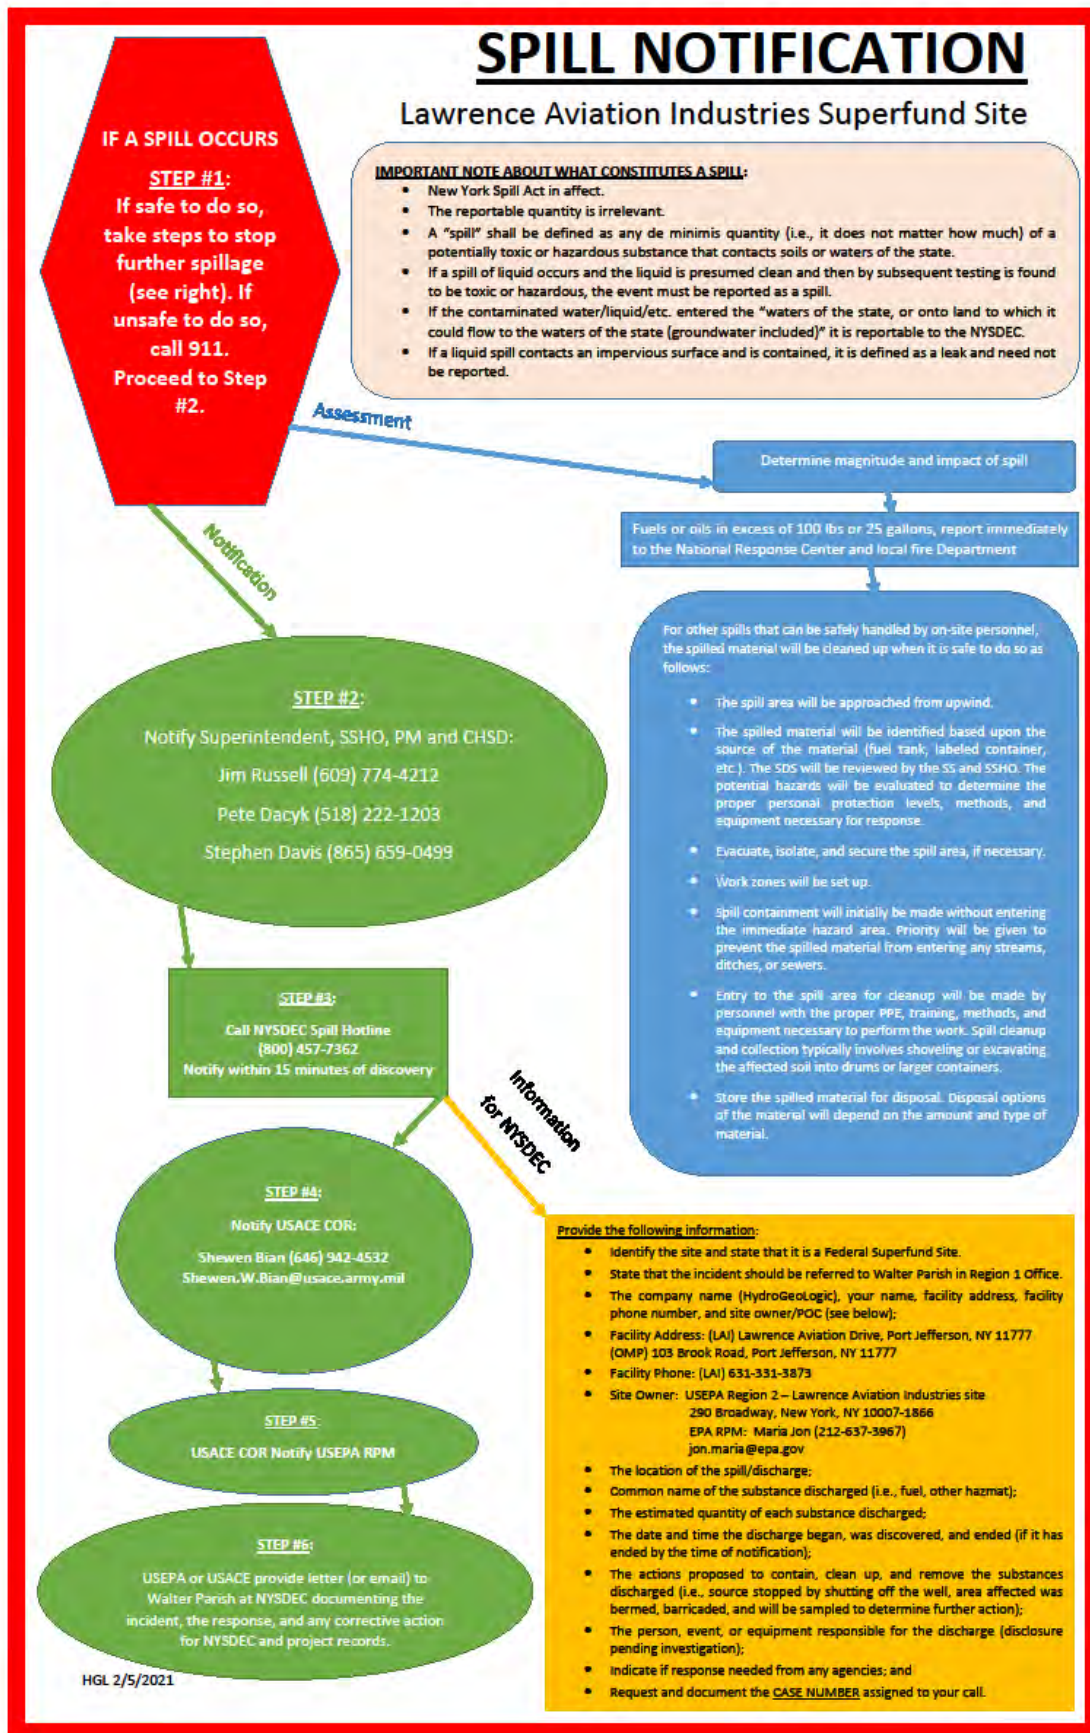 SPILL NOTIFICATION
Lawrence Aviation Industries Superfund Site
IF A SPILL OCCURS
STEP #1:
If safe to do so,
take steps to stop
further spillage
(see right). If
unsafe to do so,
call 911.
Proceed to Step
#2.
IMPORTANT NOTE ABOUT WHAT CONSTITUTES A SPILL:
• New York Spill Act in affect.
• The reportable quantity is irrelevant.
• A "spill" shall be defined as any de minimis quantity (i.e., it does not matter how much) of a
potentially toxic or hazardous substance that contacts soils or waters of the state.
• If a spill of liquid occurs and the liquid is presumed clean and then by subsequent testing is found
to be toxic or hazardous, the event must be reported as a spill.
• If the contaminated water/liquid/etc. entered the "waters of the state, or onto land to which it
could flow to the waters of the state (groundwater included)" it is reportable to the NYSDEC.
• If a liquid spill contacts an impervious surface and is contained, it is defined as a leak and need not
be reported.
Assessment
Determine magnitude and impact of spill
Fuels or oils in excess of 100 lbs or 25 gallons, report immediately
to the National Response Center and local fire Department
For other spills that can be safely handled by on-site personnel,
the spilled material will be cleaned up when it is safe to do so as
follows:
• The spill area will be approached from upwind.
• The spilled material will be identified based upon the
source of the material (fuel tank, labeled container,
etc.). The SDS will be reviewed by the SS and SSHO. The
potential hazards will be evaluated to determine the
proper personal protection levels, methods, and
equipment necessary for response.
• Evacuate, isolate, and secure the spill area, if necessary.
• Work zones will be set up.
• Spill containment will initially be made without entering
the immediate hazard area. Priority will be given to
prevent the spilled material from entering any streams,
ditches, or sewers.
• Entry to the spill area for cleanup will be made by
personnel with the proper PPE, training, methods, and
equipment necessary to perform the work. Spill cleanup
and collection typically involves shoveling or excavating
the affected soil into drums or larger containers.
• Store the spilled material for disposal. Disposal options
of the material will depend on the amount and type of
material.
Notification
STEP #2:
Notify Superintendent, SSHO, PM and CHSD:
Jim Russell (609) 774-4212
Pete Dacyk (518) 222-1203
Stephen Davis (865) 659-0499
STEP #3:
Call NYSDEC Spill Hotline
(800) 457-7362
Notify within 15 minutes of discovery
Information
for NYSDEC
STEP #4:
Notify USACE COR:
Shewen Bian (646) 942-4532
Shewen.W.Bian@usace.army.mil
STEP #5:
USACE COR Notify USEPA RPM
STEP #6:
USEPA or USACE provide letter (or email) to
Walter Parish at NYSDEC documenting the
incident, the response, and any corrective action
for NYSDEC and project records.
Provide the following information:
• Identify the site and state that it is a Federal Superfund Site.
• State that the incident should be referred to Walter Parish in Region 1 Office.
• The company name (HydroGeoLogic), your name, facility address, facility
phone number, and site owner/POC (see below);
• Facility Address: (LAI) Lawrence Aviation Drive, Port Jefferson, NY 11777
(OMP) 103 Brook Road, Port Jefferson, NY 11777
• Facility Phone: (LAI) 631-331-3873
• Site Owner: USEPA Region 2 – Lawrence Aviation Industries site
290 Broadway, New York, NY 10007-1866
EPA RPM: Maria Jon (212-637-3967)
jon.maria@epa.gov
• The location of the spill/discharge;
• Common name of the substance discharged (i.e., fuel, other hazmat);
• The estimated quantity of each substance discharged;
• The date and time the discharge began, was discovered, and ended (if it has
ended by the time of notification);
• The actions proposed to contain, clean up, and remove the substances
discharged (i.e., source stopped by shutting off the well, area affected was
bermed, barricaded, and will be sampled to determine further action);
• The person, event, or equipment responsible for the discharge (disclosure
pending investigation);
• Indicate if response needed from any agencies; and
• Request and document the CASE NUMBER assigned to your call.
HGL 2/5/2021